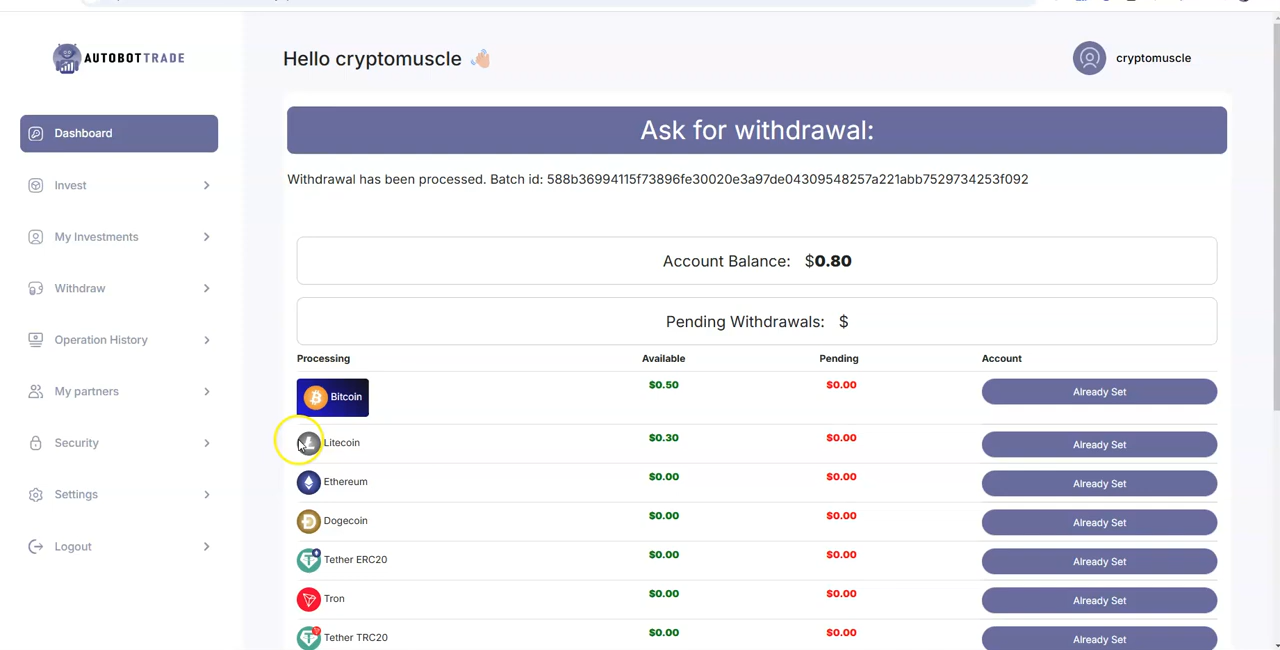 AUTOBOTTRADE
Hello cryptomuscle
cryptomuscle
Dashboard
Invest
My Investments
Withdraw
Operation History
My partners
Security
Settings
Logout
Ask for withdrawal:
Withdrawal has been processed. Batch id: 588b36994115f73896fe30020e3a97de04309548257a221abb7529734253f092
Account Balance: $0.80
Pending Withdrawals: $
Processing Available Pending Account
Bitcoin $0.50 $0.00 Already Set
Litecoin $0.30 $0.00 Already Set
Ethereum $0.00 $0.00 Already Set
Dogecoin $0.00 $0.00 Already Set
Tether ERC20 $0.00 $0.00 Already Set
Tron $0.00 $0.00 Already Set
Tether TRC20 $0.00 $0.00 Already Set